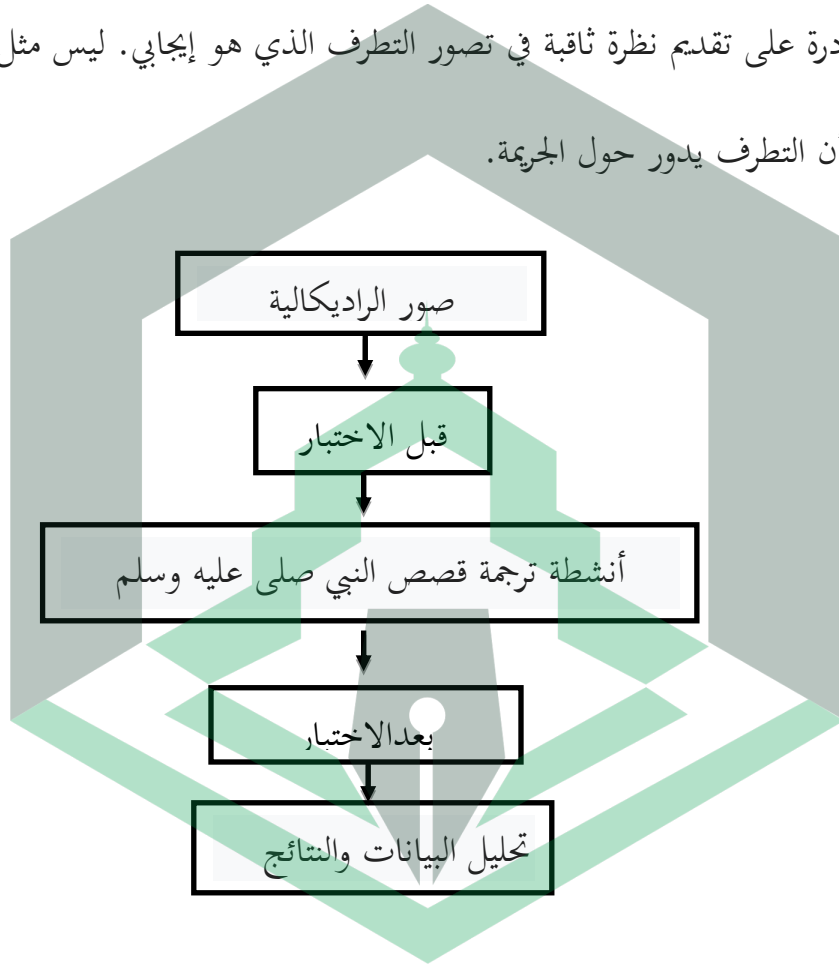 درة على تقديم نظرة ثاقبة في تصور التطرف الذي هو إيجابي. ليس مثل
ن التطرف يدور حول الجريمة.
صور الراديكالية
قبل الاختبار
أنشطة ترجمة قصص النبي صلى عليه وسلم
بعدالاختبار
تحليل البيانات والنتائج